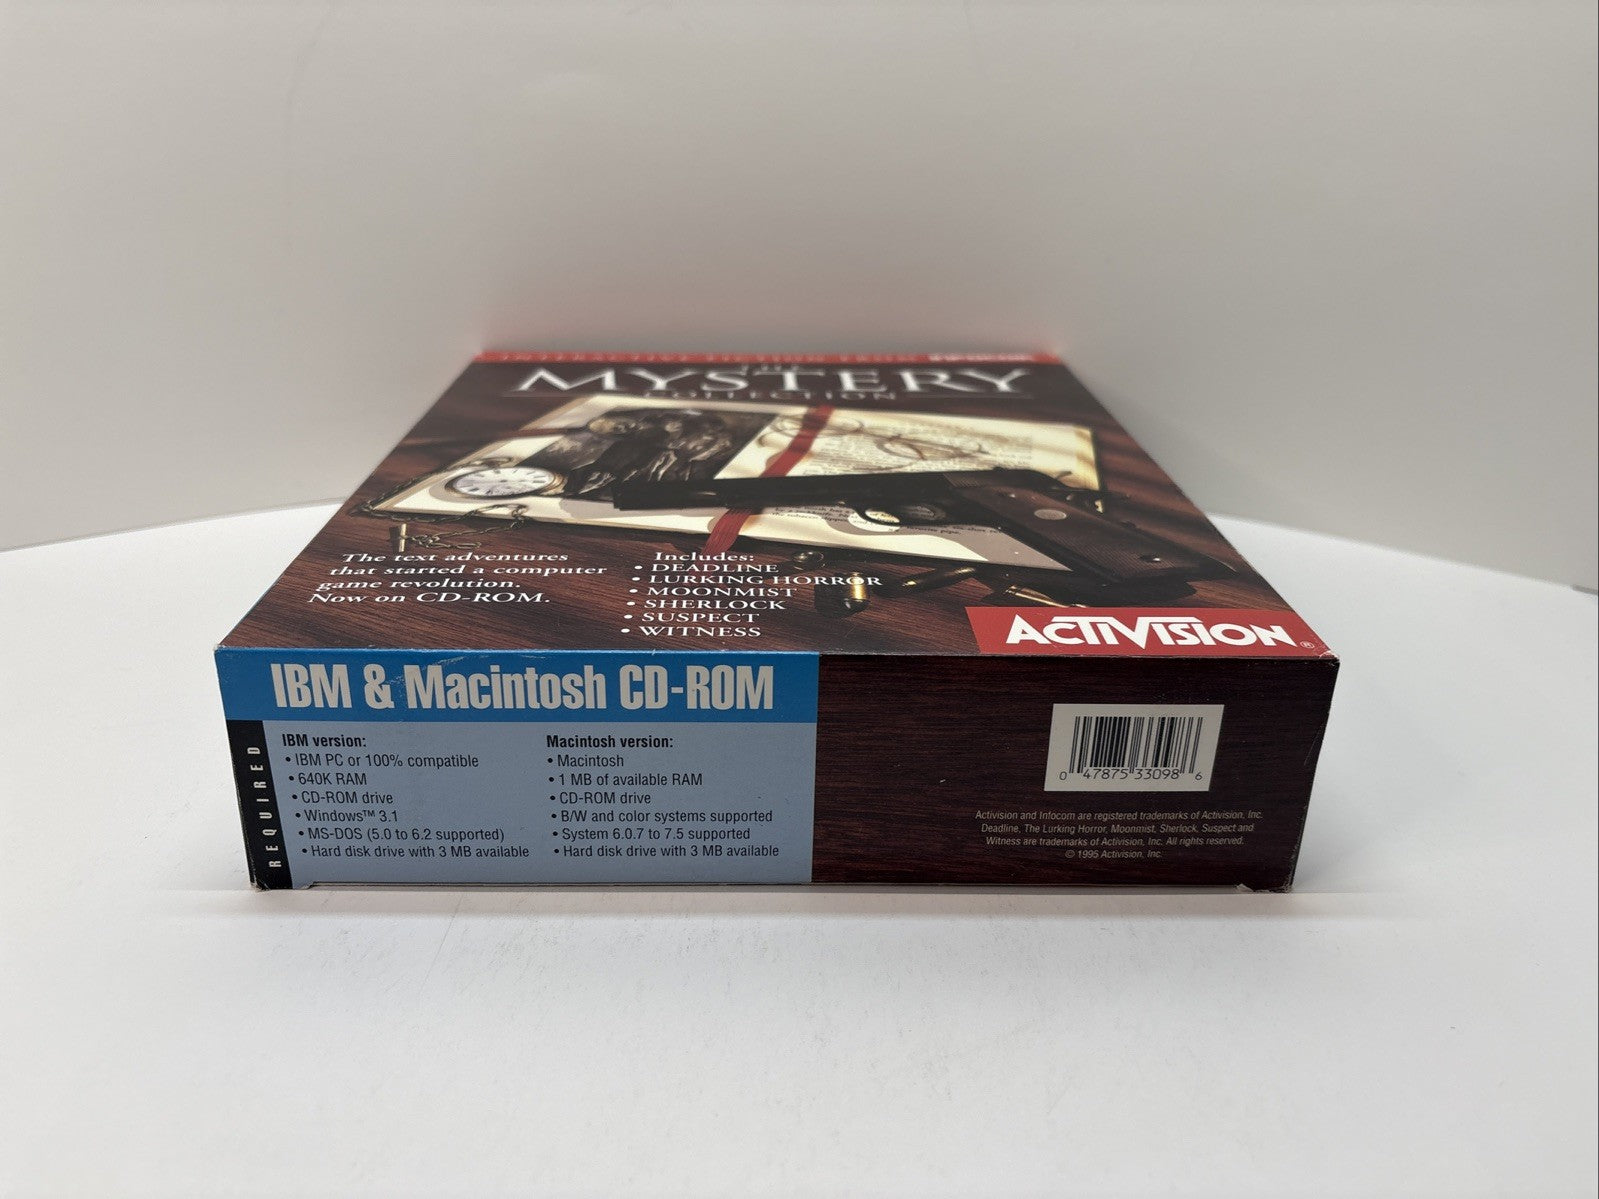 INTERACTIVE FICTION FROM INFOCOM
THE
MYSTERY
COLLECTION
The text adventures
that started a computer
game revolution.
Now on CD-ROM.
Includes:
• DEADLINE
• LURKING HORROR
• MOONMIST
• SHERLOCK
• SUSPECT
• WITNESS
ACTIVISION®
IBM & Macintosh CD-ROM
REQUIRED
IBM version:
• IBM PC or 100% compatible
• 640K RAM
• CD-ROM drive
• Windows™ 3.1
• MS-DOS (5.0 to 6.2 supported)
• Hard disk drive with 3 MB available
Macintosh version:
• Macintosh
• 1 MB of available RAM
• CD-ROM drive
• B/W and color systems supported
• System 6.0.7 to 7.5 supported
• Hard disk drive with 3 MB available
0 47875 33098 6
Activision and Infocom are registered trademarks of Activision, Inc.
Deadline, The Lurking Horror, Moonmist, Sherlock, Suspect and
Witness are trademarks of Activision, Inc. All rights reserved.
© 1995 Activision, Inc.